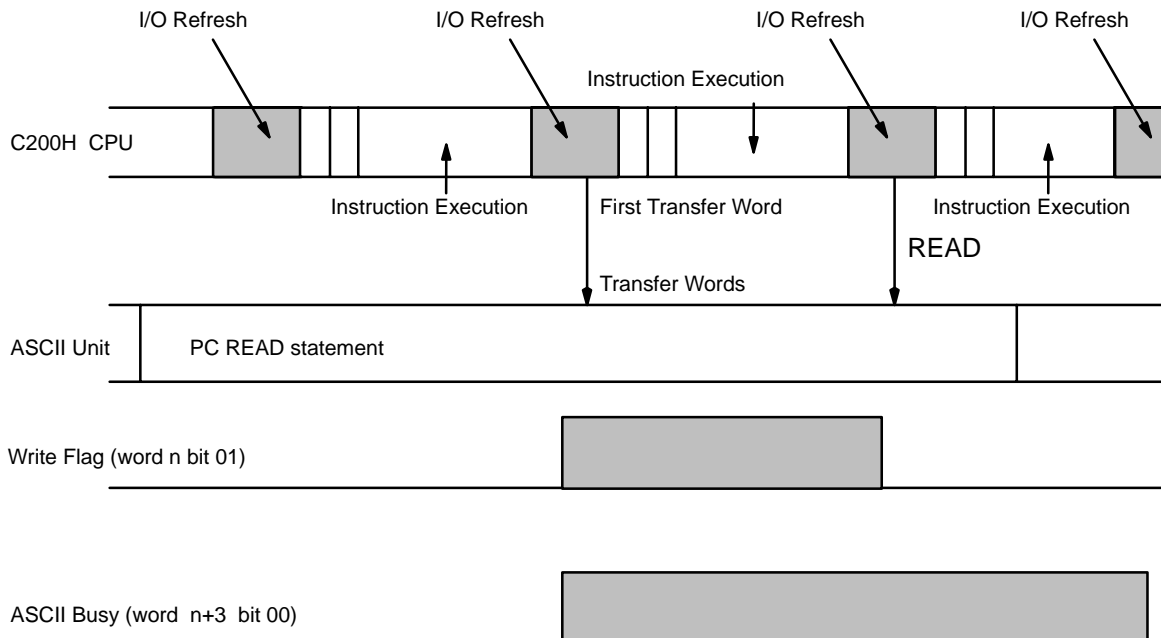 I/O Refresh
I/O Refresh
I/O Refresh
I/O Refresh
Instruction Execution
C200H CPU
Instruction Execution
First Transfer Word
Instruction Execution
READ
Transfer Words
ASCII Unit
PC READ statement
Write Flag (word n bit 01)
ASCII Busy (word n+3 bit 00)